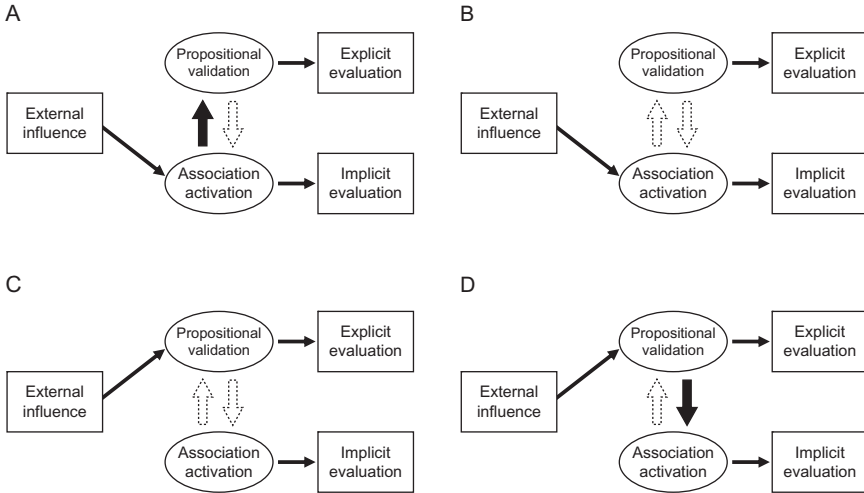 A
Propositional
validation
Explicit
evaluation
External
influence
Association
activation
Implicit
evaluation
B
Propositional
validation
Explicit
evaluation
External
influence
Association
activation
Implicit
evaluation
C
Propositional
validation
Explicit
evaluation
External
influence
Association
activation
Implicit
evaluation
D
Propositional
validation
Explicit
evaluation
External
influence
Association
activation
Implicit
evaluation